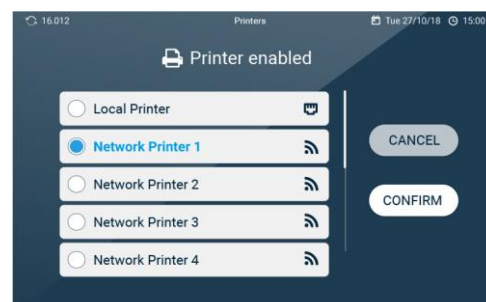 16.012 Printers Tue 27/10/18 15:00
Printer enabled
Local Printer
Network Printer 1
Network Printer 2
Network Printer 3
Network Printer 4
CANCEL
CONFIRM